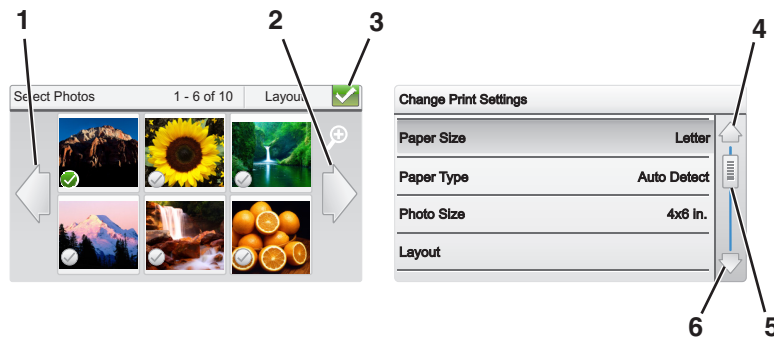 1
2
3
Select Photos 1 - 6 of 10 Layout
4
Change Print Settings
Paper Size Letter
Paper Type Auto Detect
Photo Size 4x6 in.
Layout
6
5